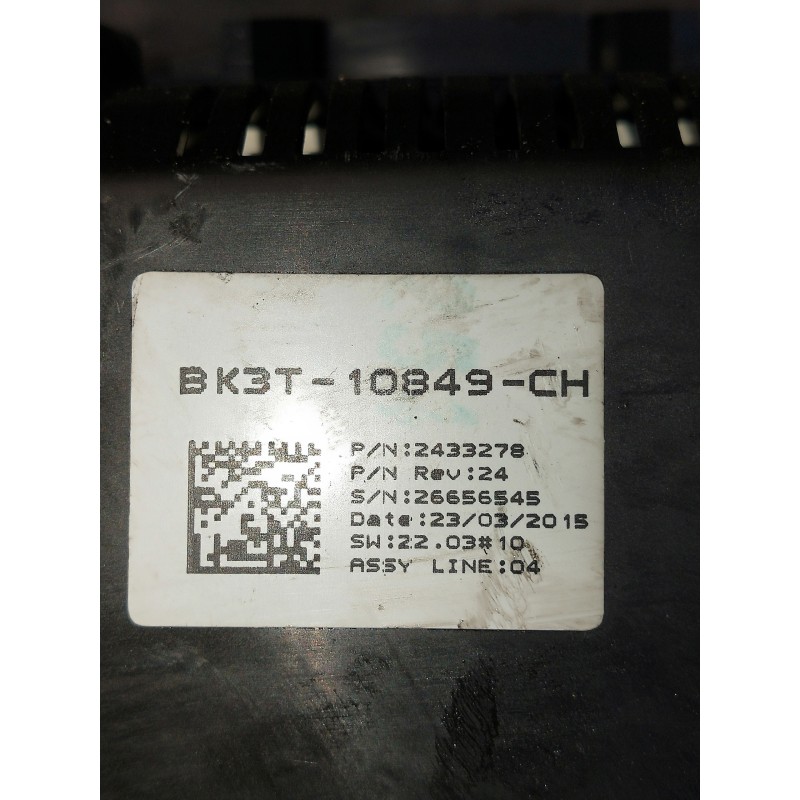 BK3T-10849-CH
P/N:2433278
P/N Rev:24
S/N:26656545
Date:23/03/2015
SW:22.03#10
ASSY LINE:04